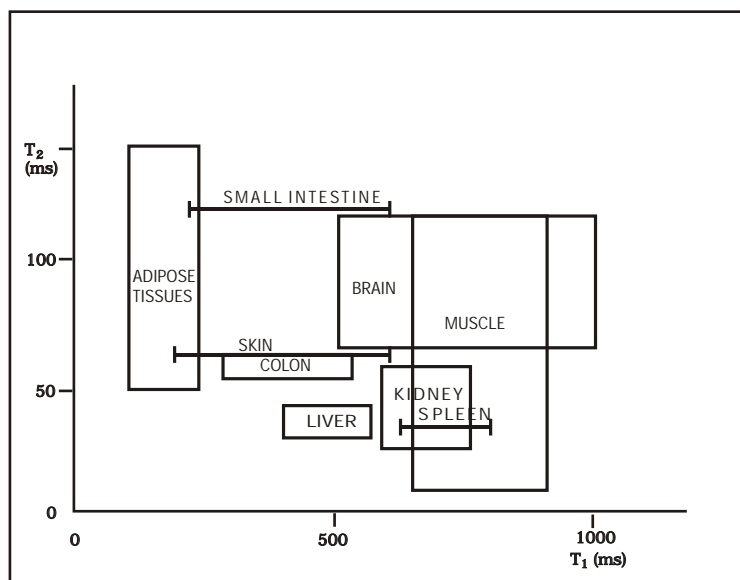 T2
(ms)
SMALL INTESTINE
100
ADIPOSE
TISSUES
BRAIN
MUSCLE
SKIN
COLON
50
KIDNEY
SPLEEN
LIVER
0
0
500
1000
T1 (ms)